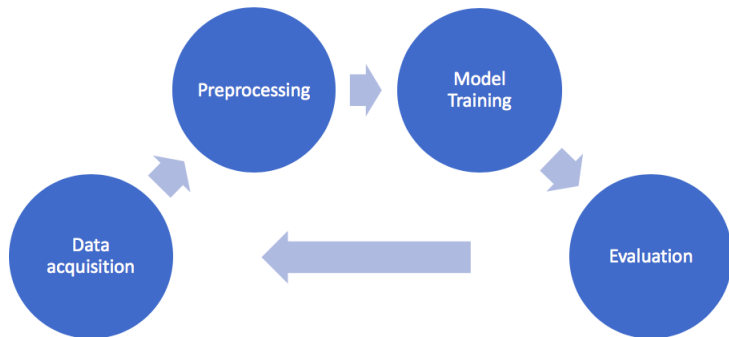 Preprocessing
Model
Training
Data
acquisition
Evaluation